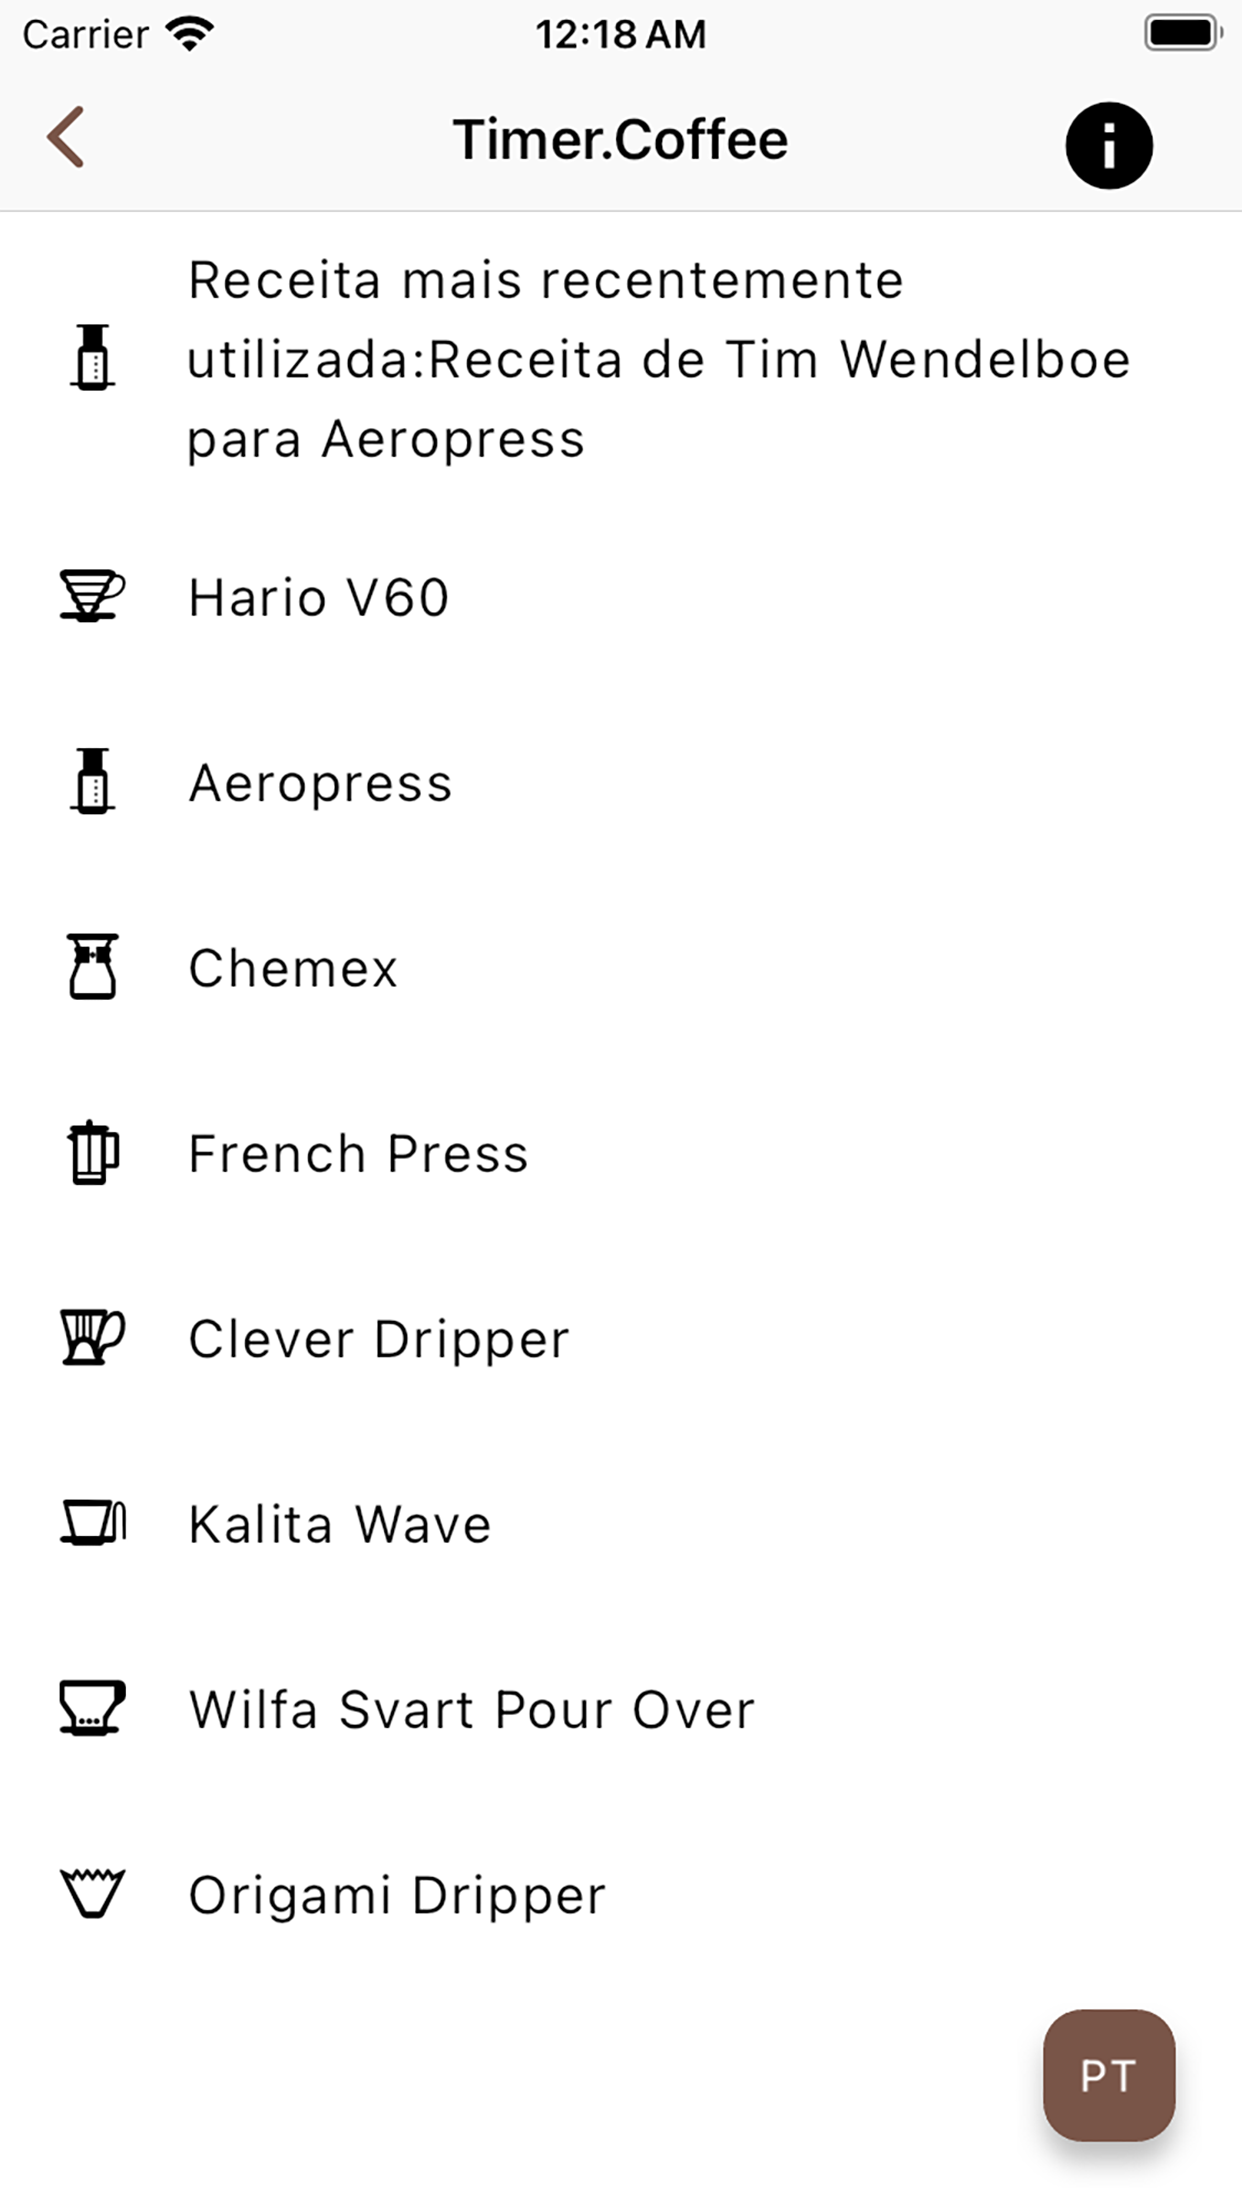 Carrier 12:18 AM
Timer.Coffee
Receita mais recentemente
utilizada:Receita de Tim Wendelboe
para Aeropress
Hario V60
Aeropress
Chemex
French Press
Clever Dripper
Kalita Wave
Wilfa Svart Pour Over
Origami Dripper
PT